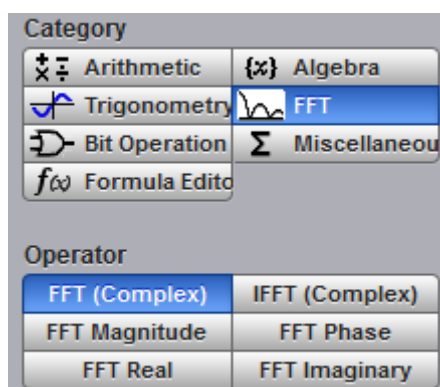 Category
Arithmetic {x} Algebra
Trigonometry FFT
Bit Operation Σ Miscellaneou
f(x) Formula Edito
Operator
FFT (Complex) IFFT (Complex)
FFT Magnitude FFT Phase
FFT Real FFT Imaginary